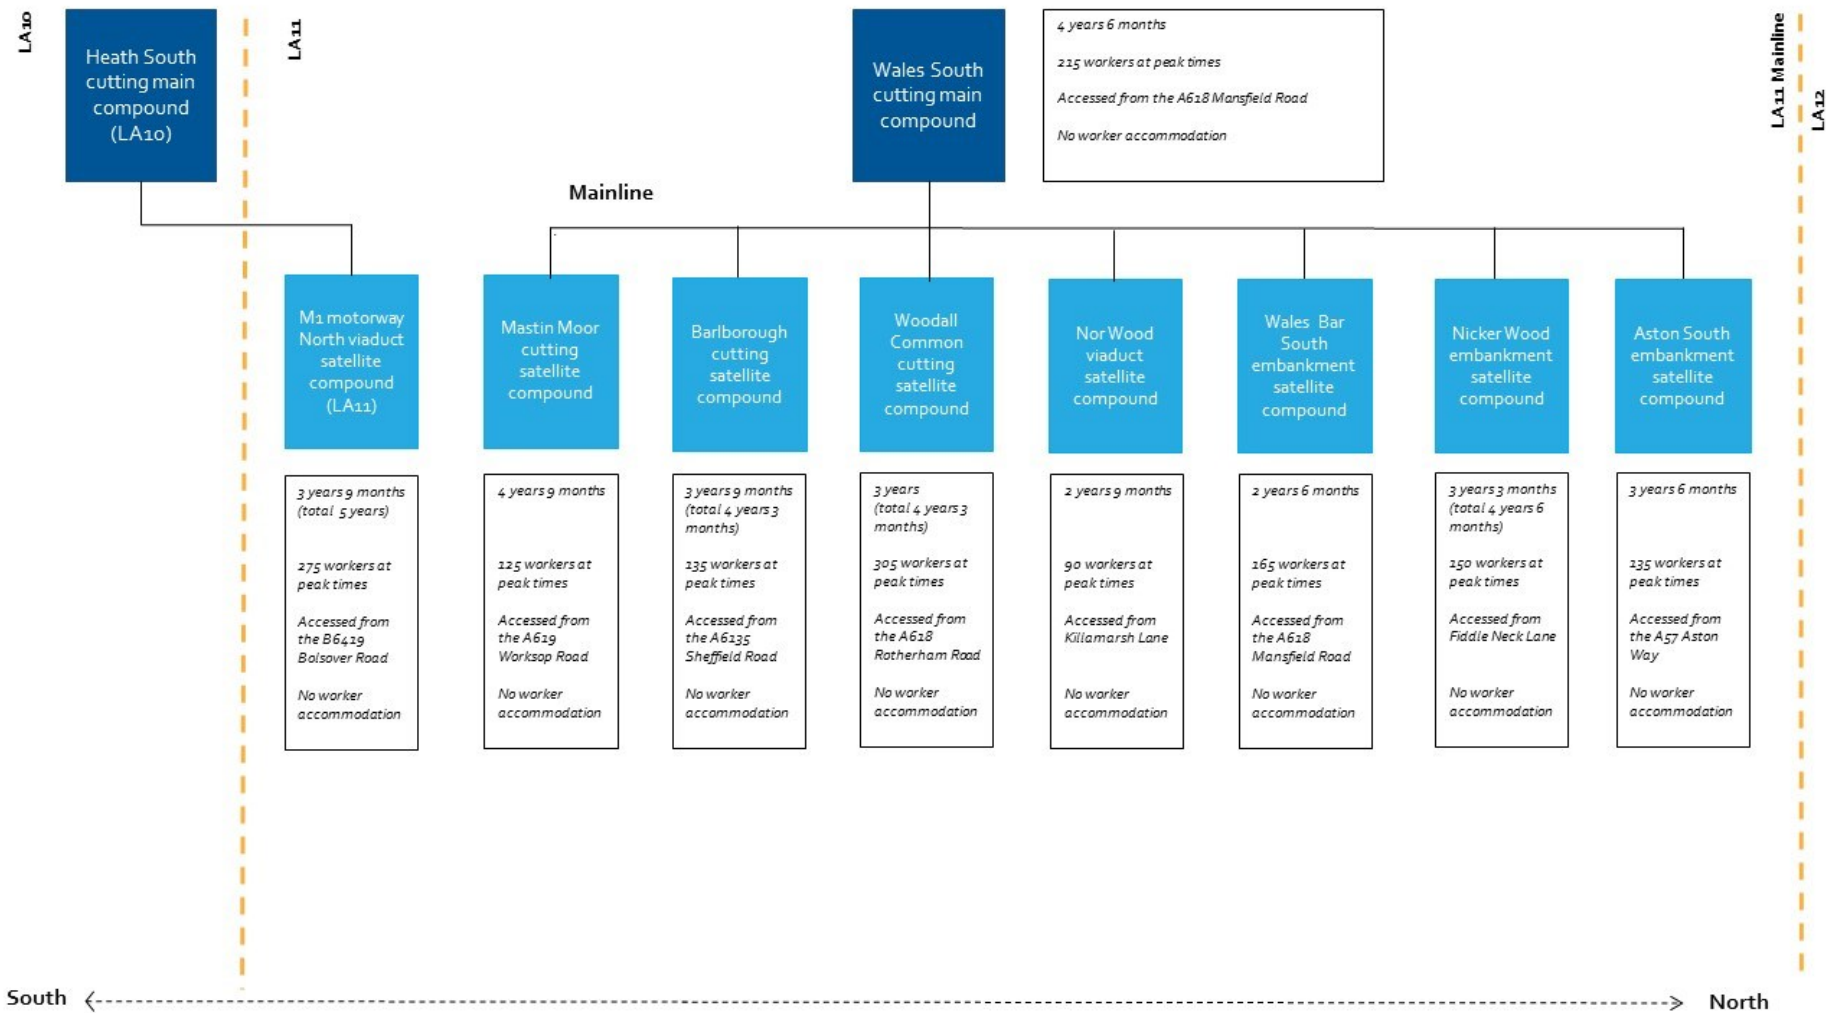 LA10
LA11
Heath South
cutting main
compound
(LA10)
Wales South
cutting main
compound
4 years 6 months
215 workers at peak times
Accessed from the A618 Mansfield Road
No worker accommodation
LA11 Mainline
LA12
Mainline
M1 motorway
North viaduct
satellite
compound
(LA11)
Mastin Moor
cutting
satellite
compound
Barlborough
cutting
satellite
compound
Woodall
Common
cutting
satellite
compound
Nor Wood
viaduct
satellite
compound
Wales Bar
South
embankment
satellite
compound
Nicker Wood
embankment
satellite
compound
Aston South
embankment
satellite
compound
3 years 9 months
(total 5 years)
275 workers at
peak times
Accessed from
the B6419
Bolsover Road
No worker
accommodation
4 years 9 months
125 workers at
peak times
Accessed from
the A619
Worksop Road
No worker
accommodation
3 years 9 months
(total 4 years 3
months)
135 workers at
peak times
Accessed from
the A6135
Sheffield Road
No worker
accommodation
3 years
(total 4 years 3
months)
305 workers at
peak times
Accessed from
the A618
Rotherham Road
No worker
accommodation
2 years 9 months
90 workers at
peak times
Accessed from
Killamarsh Lane
No worker
accommodation
2 years 6 months
165 workers at
peak times
Accessed from
the A618
Mansfield Road
No worker
accommodation
3 years 3 months
(total 4 years 6
months)
150 workers at
peak times
Accessed from
Fiddle Neck Lane
No worker
accommodation
3 years 6 months
135 workers at
peak times
Accessed from
the A57 Aston
Way
No worker
accommodation
South
North